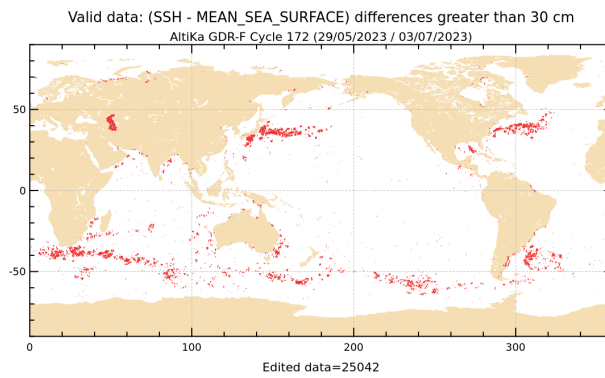 Valid data: (SSH - MEAN_SEA_SURFACE) differences greater than 30 cm
AltiKa GDR-F Cycle 172 (29/05/2023 / 03/07/2023)
50
0
-50
0
100
200
300
Edited data=25042